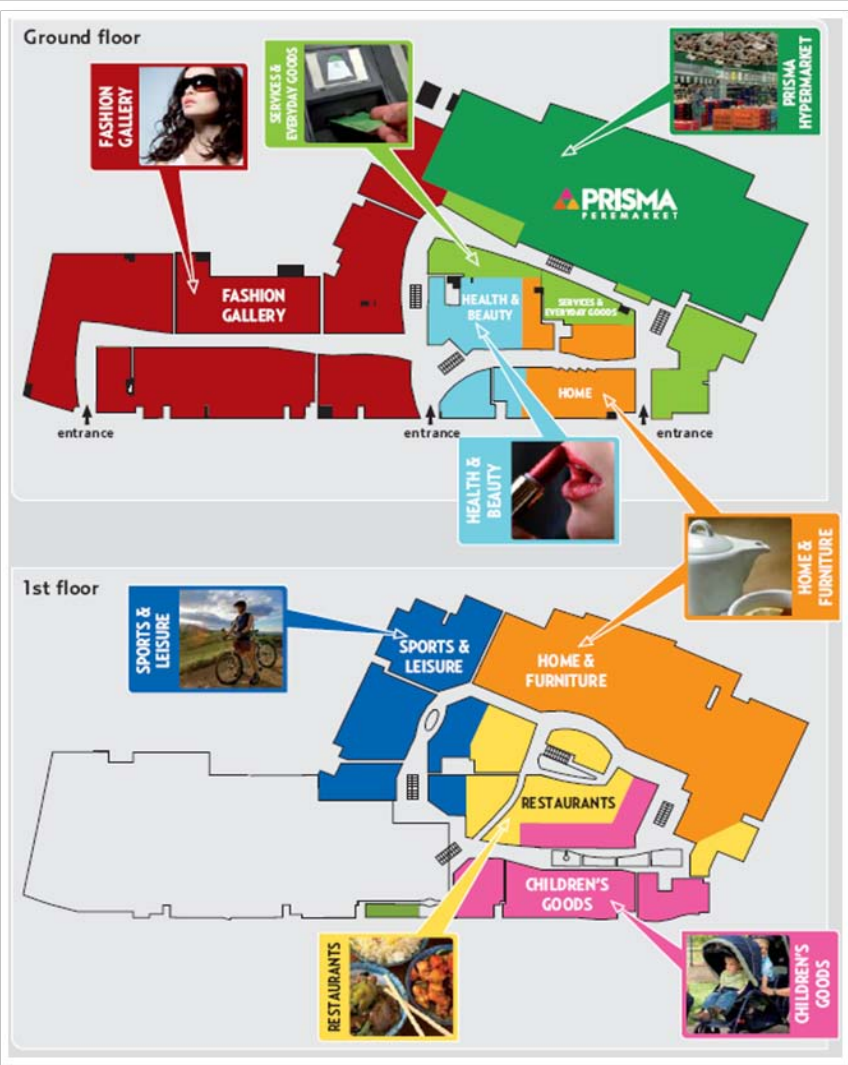 Ground floor
FASHION
GALLERY
SERVICES &
EVERYDAY GOODS
PRISMA
HYPERMARKET
PRISMA
PEREMARKET
FASHION
GALLERY
HEALTH &
BEAUTY
SERVICES &
EVERYDAY GOODS
HOME
entrance
entrance
entrance
HEALTH &
BEAUTY
HOME &
FURNITURE
1st floor
SPORTS &
LEISURE
SPORTS &
LEISURE
HOME &
FURNITURE
RESTAURANTS
CHILDREN'S
GOODS
RESTAURANTS
CHILDREN'S
GOODS